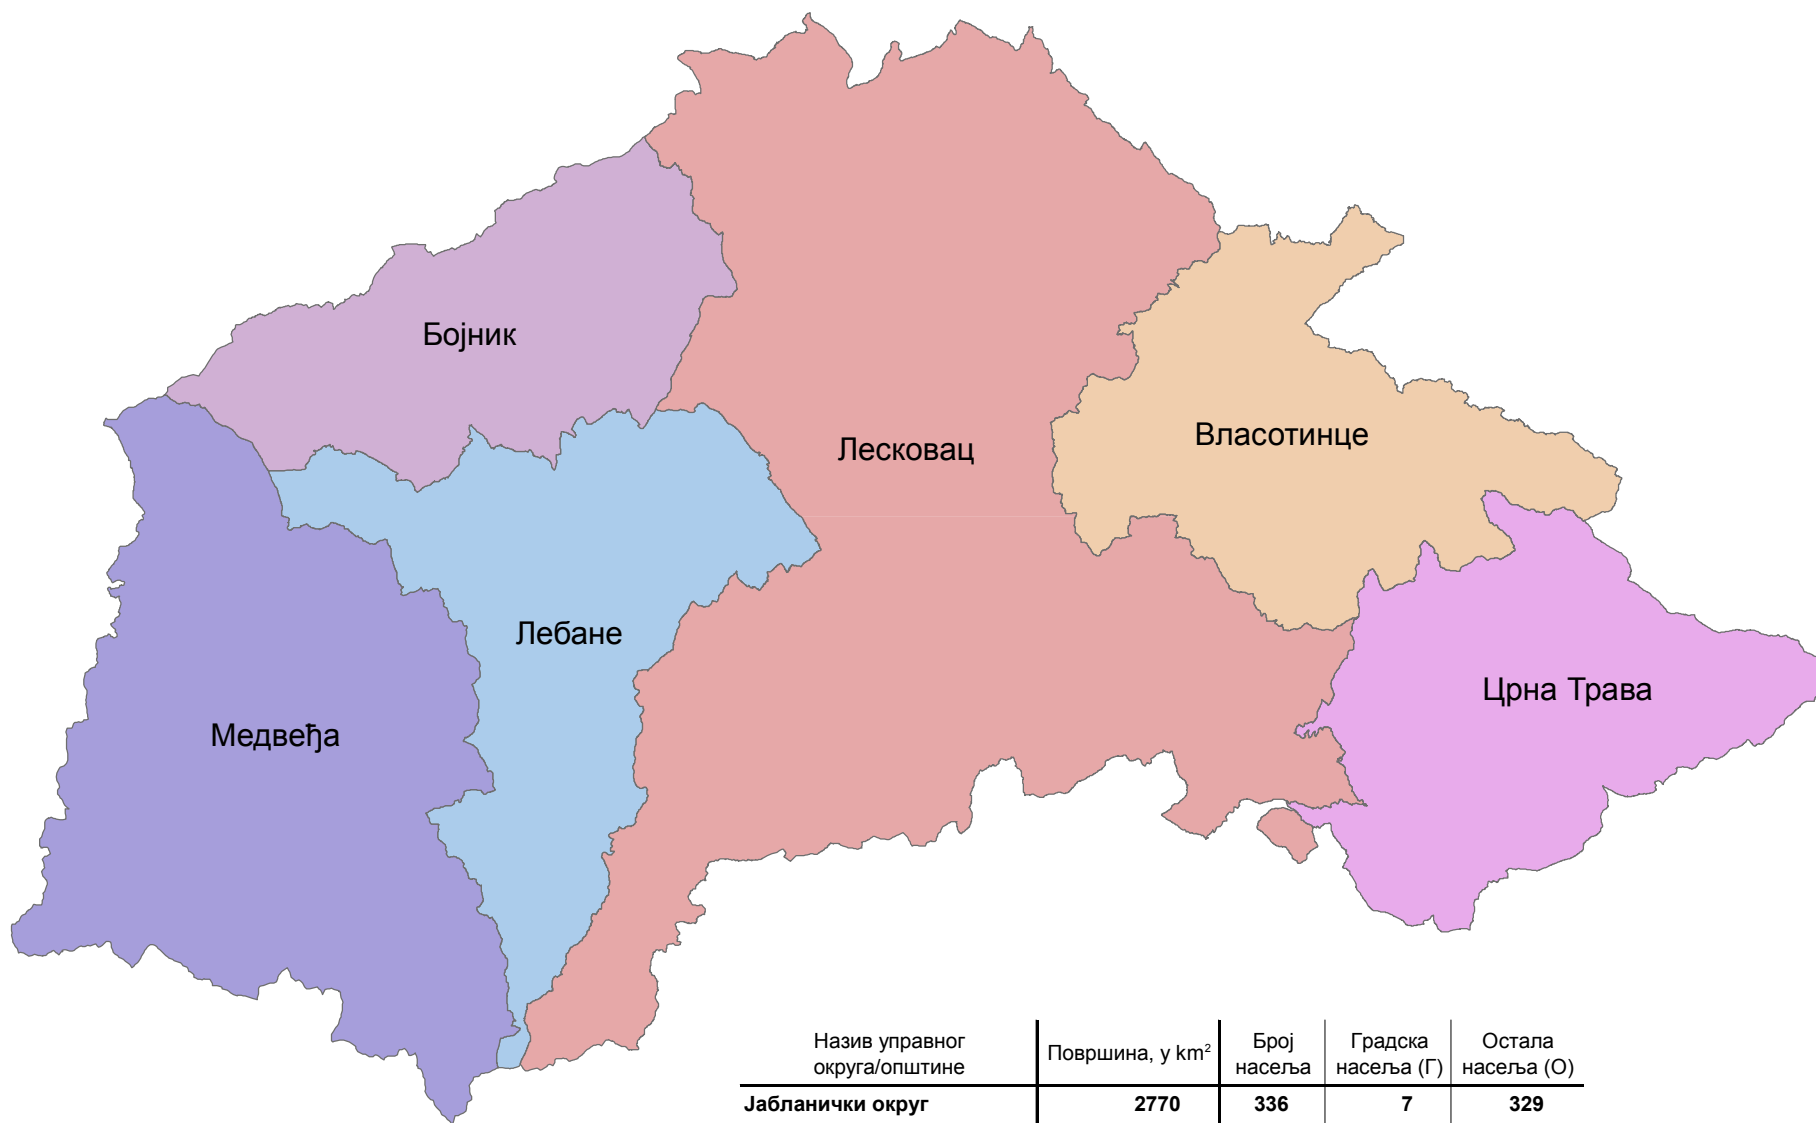 Бојник
Лесковац
Власотинце
Лебане
Црна Трава
Медвеђа
Назив управног
округа/општине
Површина, у km²
Број
насеља
Градска
насеља (Г)
Остала
насеља (О)
Јабланички округ 2770 336 7 329